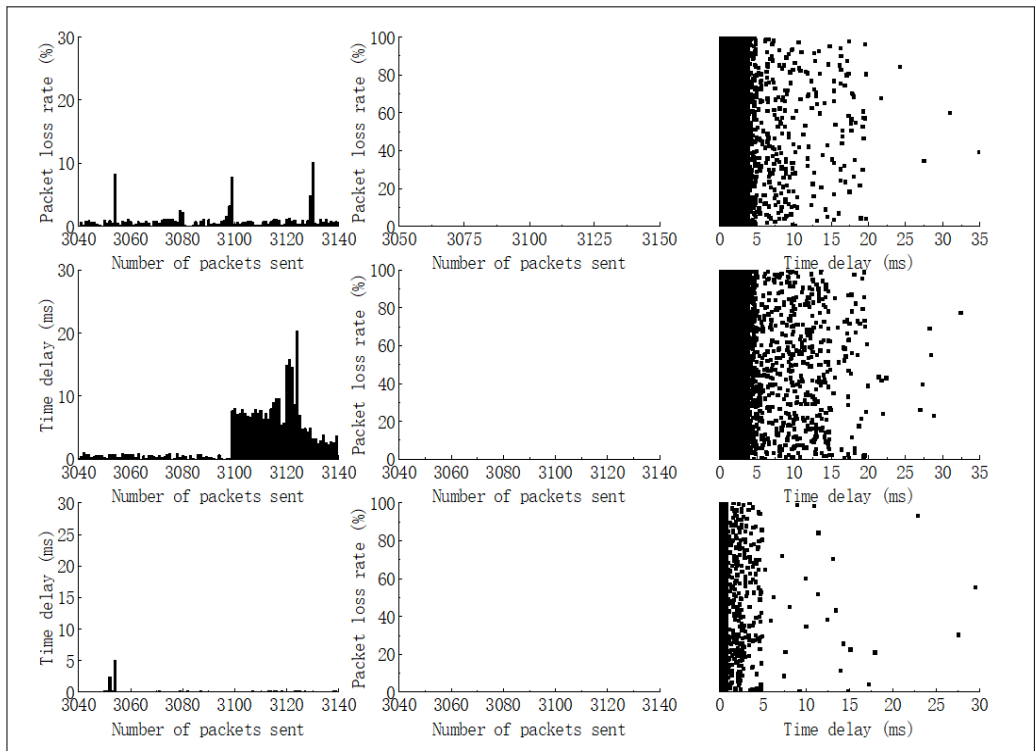 Packet loss rate (%)
30
20
10
0
3040 3060 3080 3100 3120 3140
Number of packets sent
Packet loss rate (%)
100
80
60
40
20
0
3050 3075 3100 3125 3150
Number of packets sent
0 5 10 15 20 25 30 35
Time delay (ms)
Time delay (ms)
30
20
10
0
3040 3060 3080 3100 3120 3140
Number of packets sent
Packet loss rate (%)
100
80
60
40
20
0
3040 3060 3080 3100 3120 3140
Number of packets sent
0 5 10 15 20 25 30 35
Time delay (ms)
Time delay (ms)
30
25
20
15
10
5
0
3040 3060 3080 3100 3120 3140
Number of packets sent
Packet loss rate (%)
100
80
60
40
20
0
3040 3060 3080 3100 3120 3140
Number of packets sent
0 5 10 15 20 25 30
Time delay (ms)